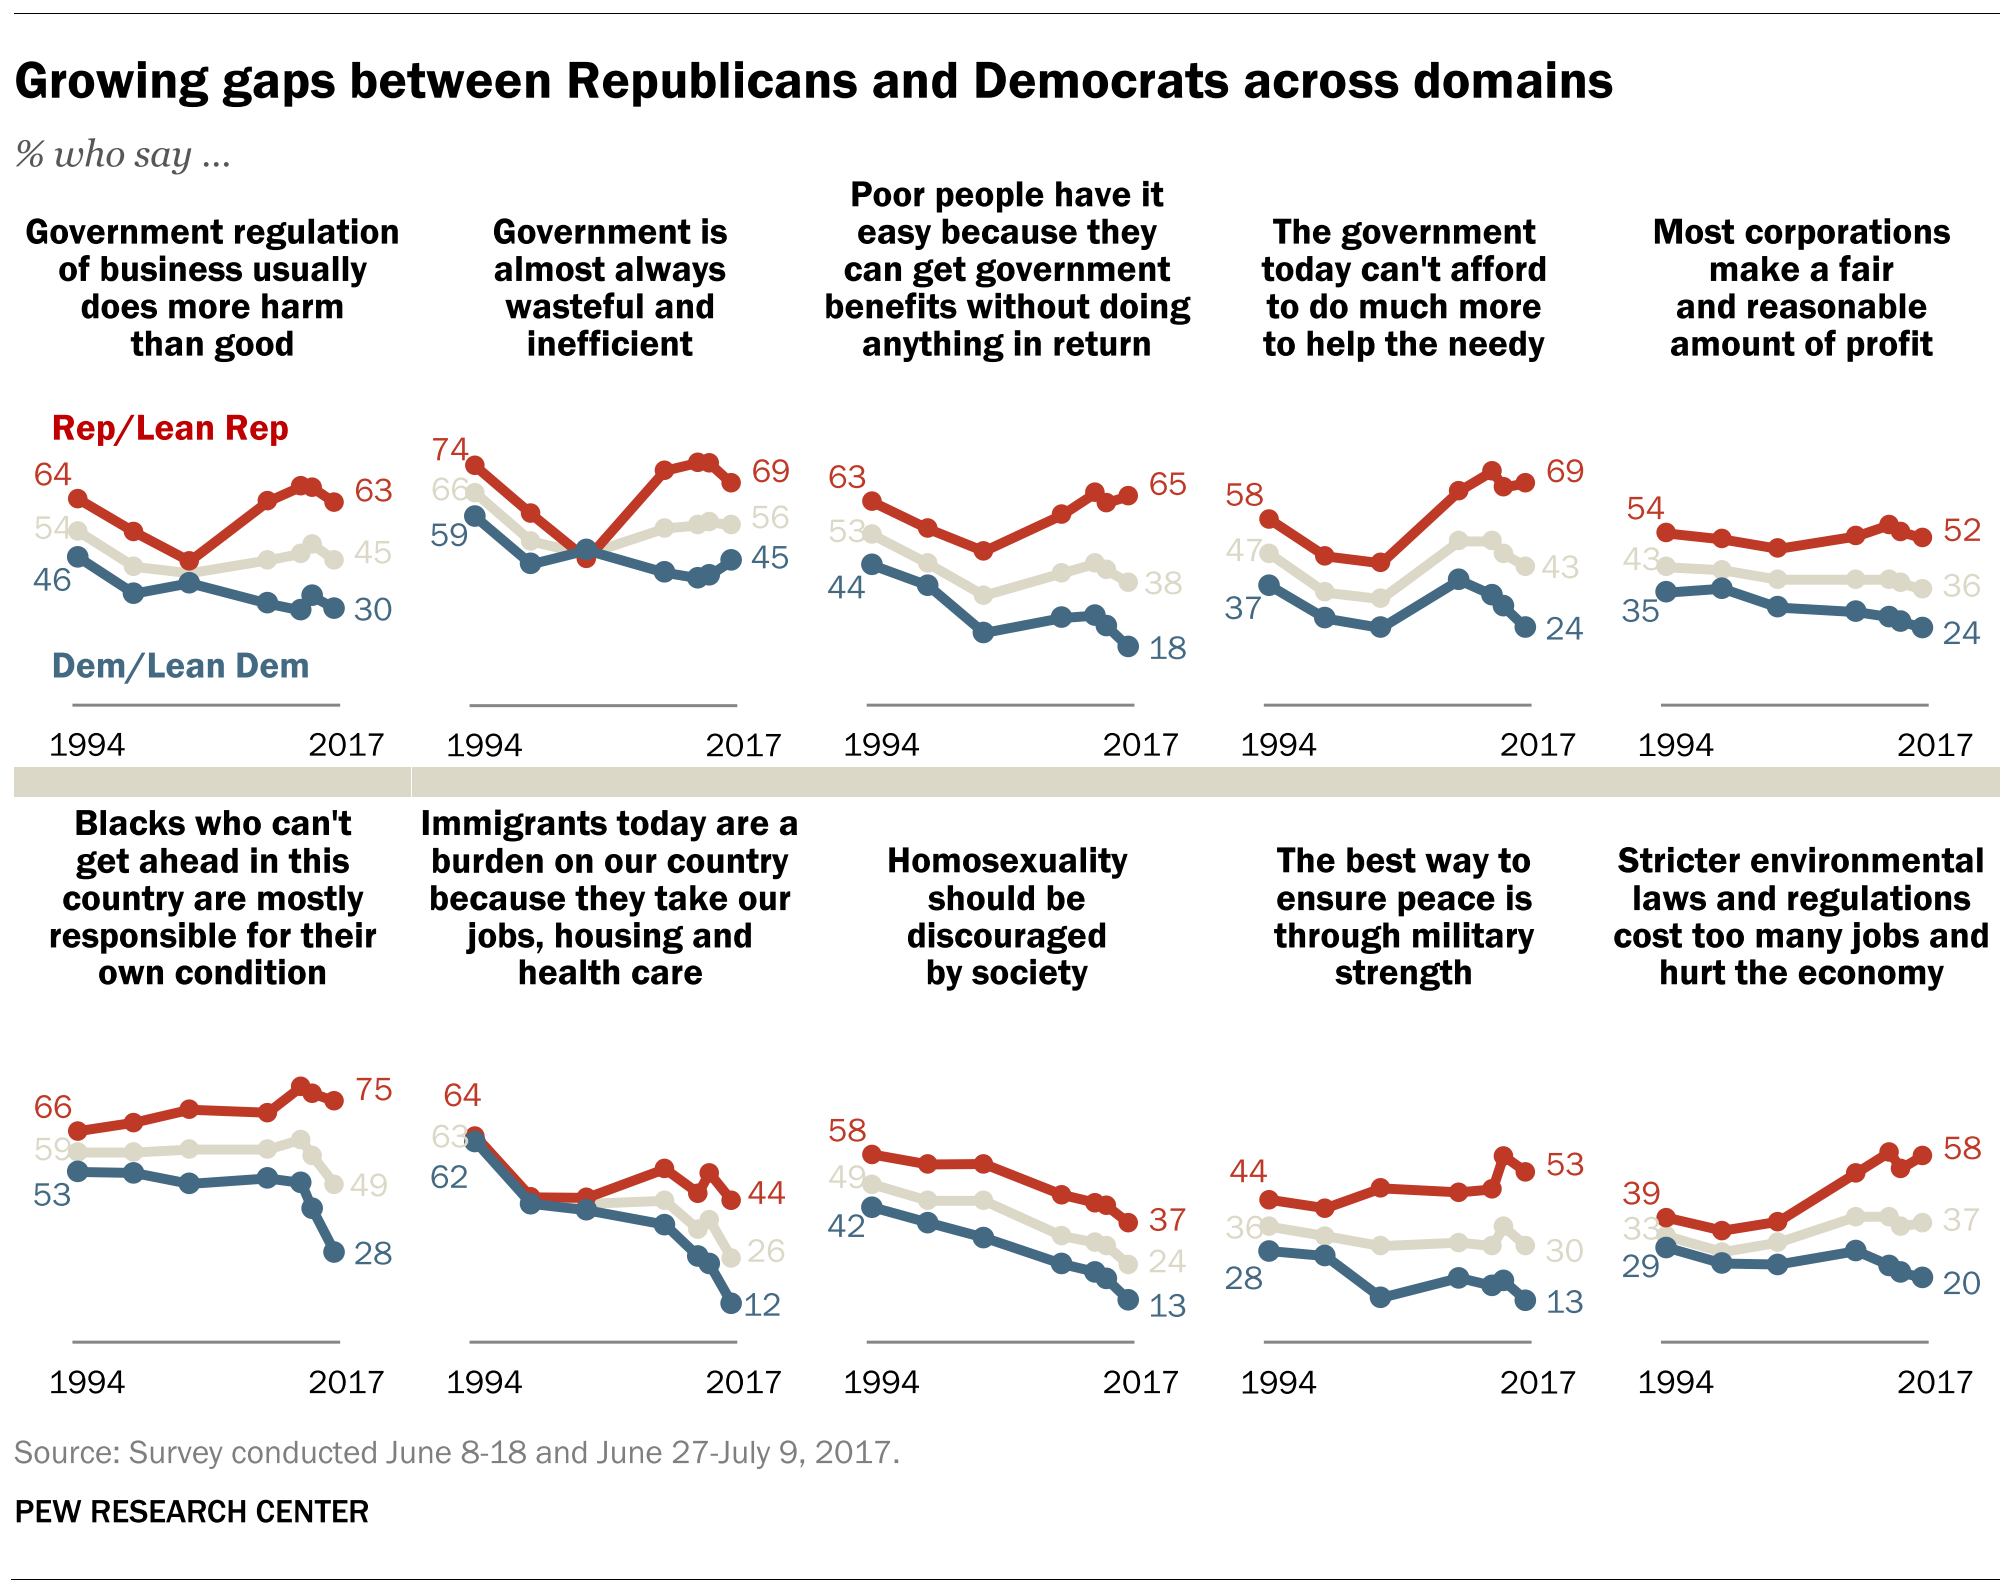 Growing gaps between Republicans and Democrats across domains
% who say ...
Government regulation
of business usually
does more harm
than good
Rep/Lean Rep
64
54
46
63
45
30
Dem/Lean Dem
1994
2017
Government is
almost always
wasteful and
inefficient
74
66
59
69
56
45
1994
2017
Poor people have it
easy because they
can get government
benefits without doing
anything in return
63
53
44
65
38
18
1994
2017
The government
today can't afford
to do much more
to help the needy
58
47
37
69
43
24
1994
2017
Most corporations
make a fair
and reasonable
amount of profit
54
43
35
52
36
24
1994
2017
Blacks who can't
get ahead in this
country are mostly
responsible for their
own condition
66
59
53
75
49
28
1994
2017
Immigrants today are a
burden on our country
because they take our
jobs, housing and
health care
64
63
62
44
26
12
1994
2017
Homosexuality
should be
discouraged
by society
58
49
42
37
24
13
1994
2017
The best way to
ensure peace is
through military
strength
44
36
28
53
30
13
1994
2017
Stricter environmental
laws and regulations
cost too many jobs and
hurt the economy
39
33
29
58
37
20
1994
2017
Source: Survey conducted June 8-18 and June 27-July 9, 2017.
PEW RESEARCH CENTER